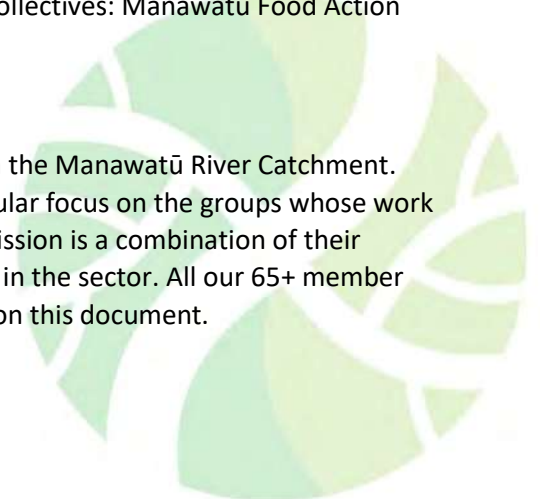 ollectives: Manawatū Food Action
the Manawatū River Catchment.
ular focus on the groups whose work
ission is a combination of their
in the sector. All our 65+ member
on this document.